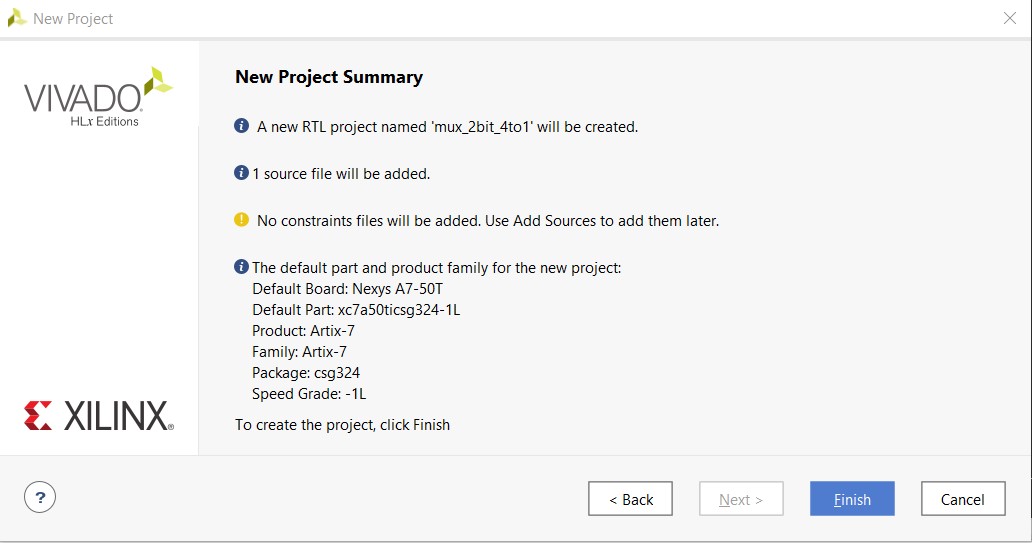 New Project
VIVADO
HLx Editions
New Project Summary
A new RTL project named 'mux_2bit_4to1' will be created.
1 source file will be added.
No constraints files will be added. Use Add Sources to add them later.
The default part and product family for the new project:
Default Board: Nexys A7-50T
Default Part: xc7a50ticsg324-1L
Product: Artix-7
Family: Artix-7
Package: csg324
Speed Grade: -1L
XILINX®
To create the project, click Finish
?
< Back
Next >
Finish
Cancel